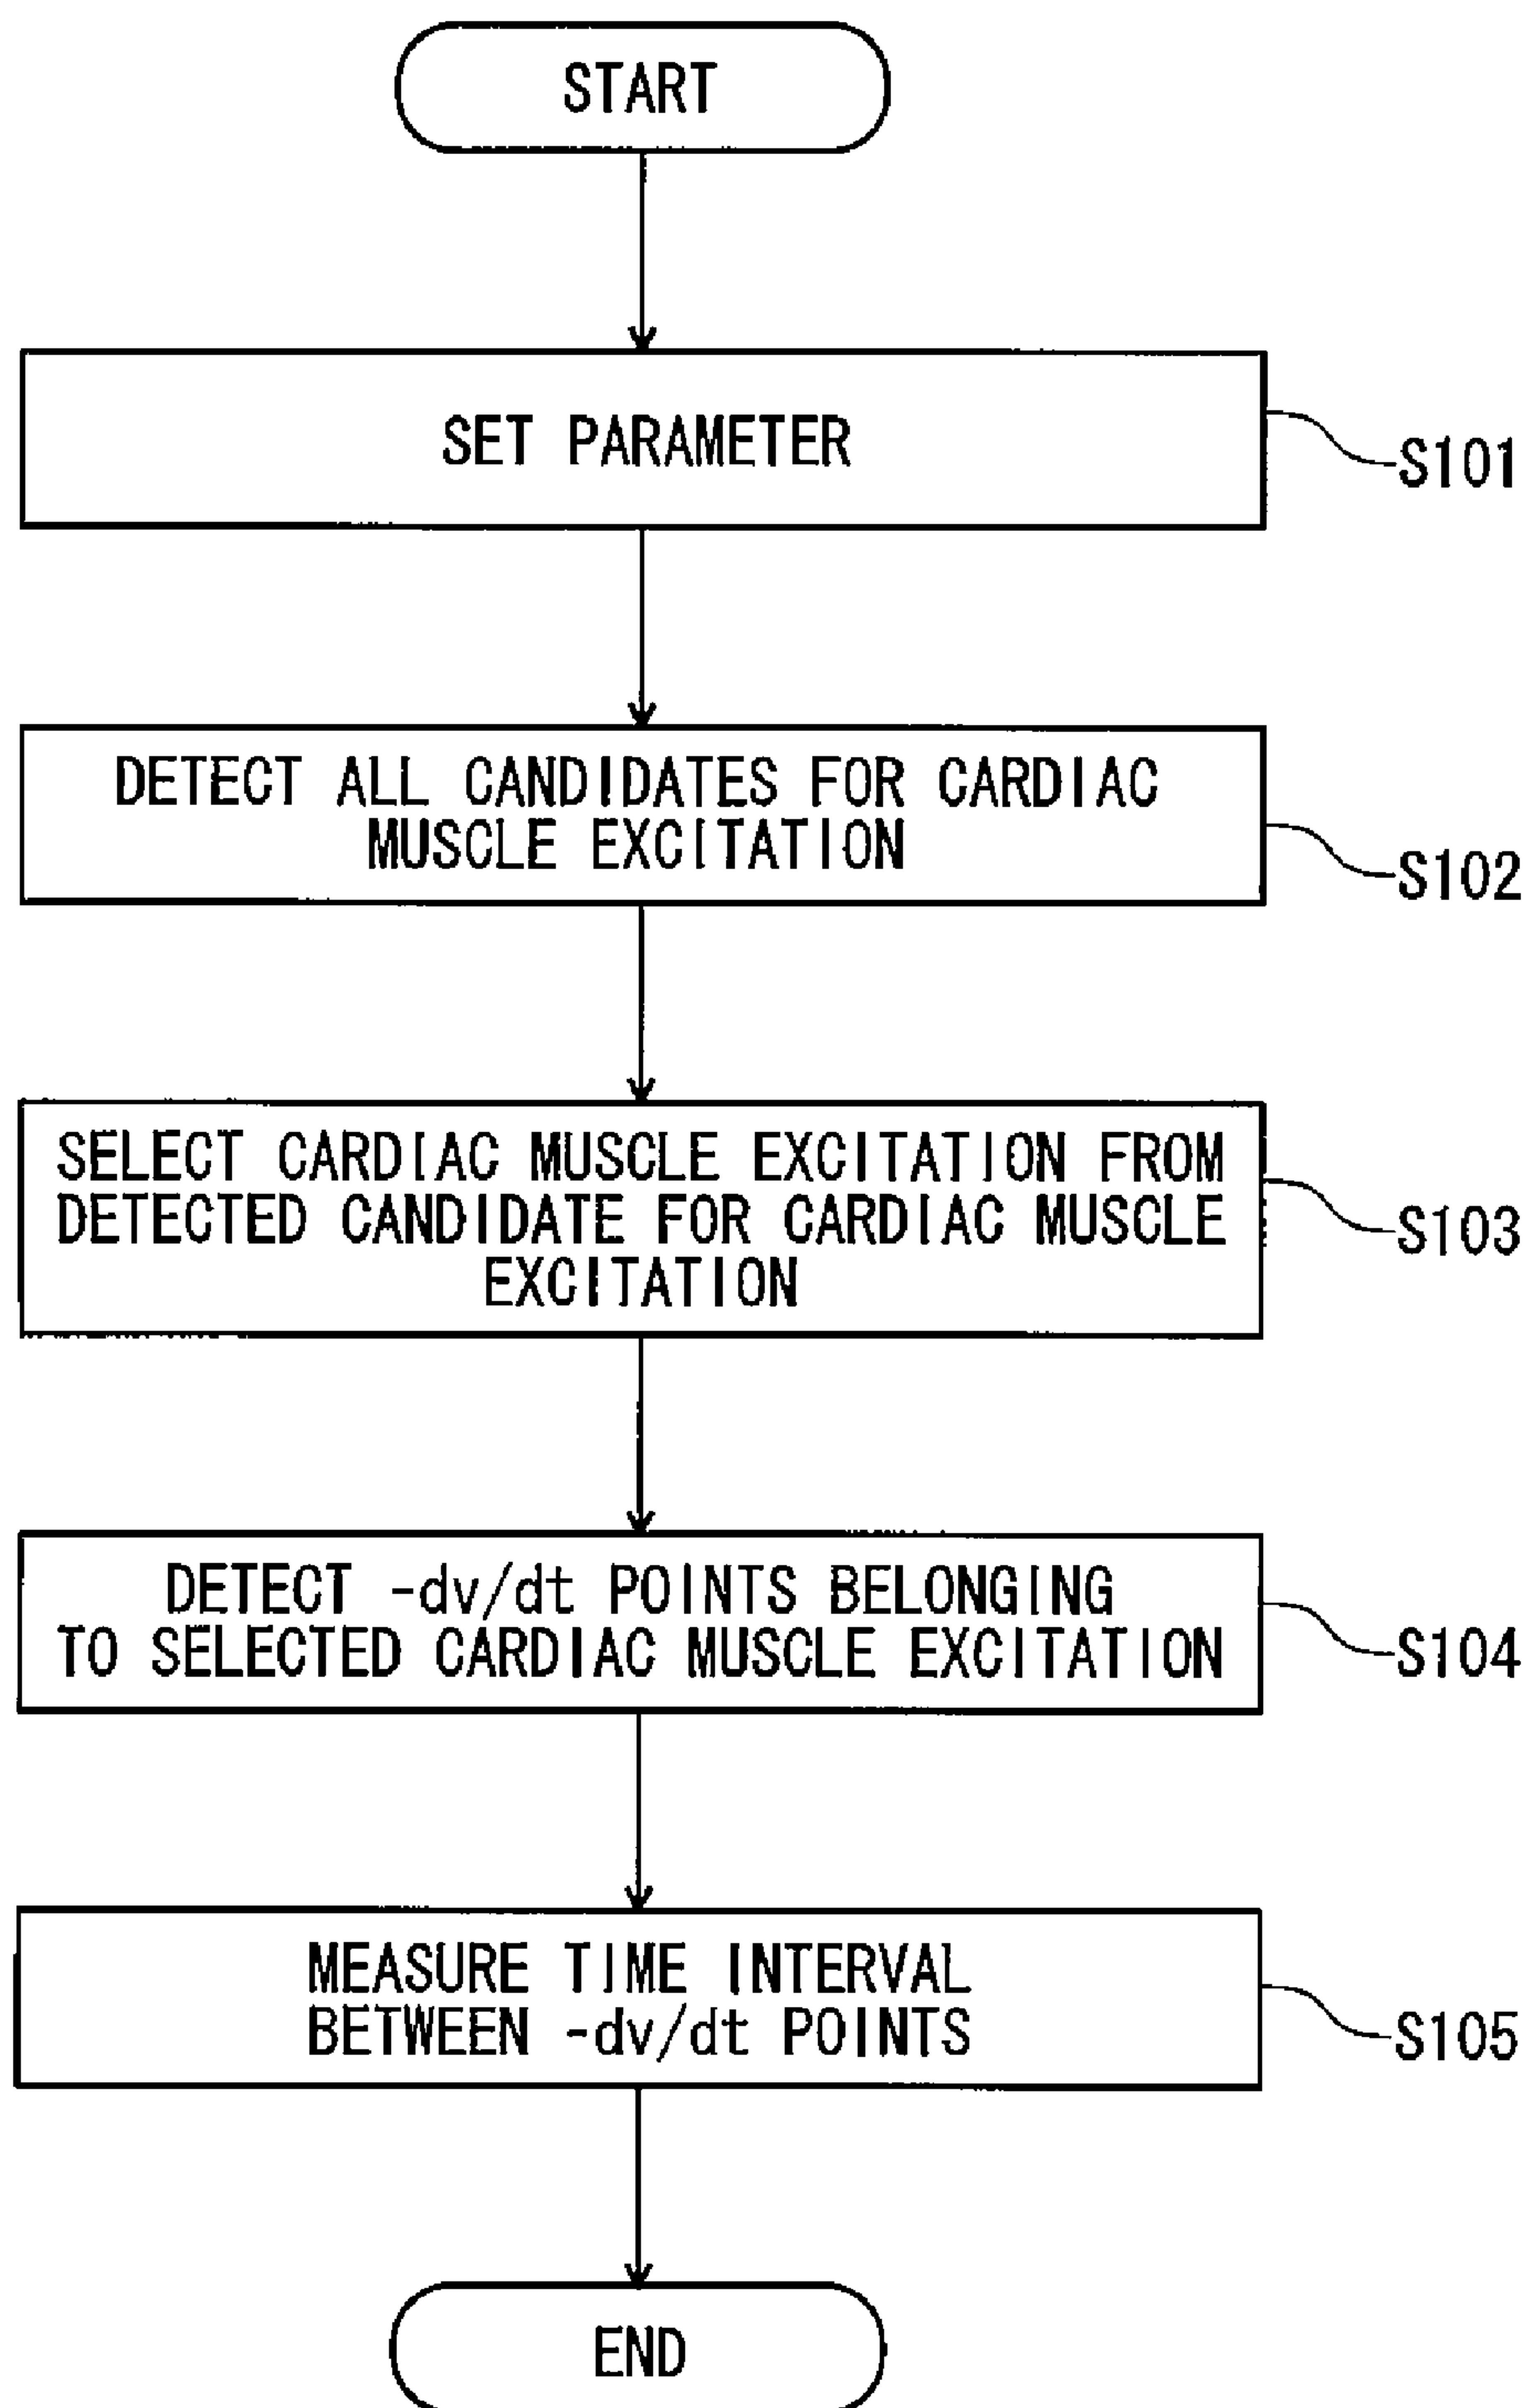 START
SET PARAMETER
S101
DETECT ALL CANDIDATES FOR CARDIAC
MUSCLE EXCITATION
S102
SELECT CARDIAC MUSCLE EXCITATION FROM
DETECTED CANDIDATE FOR CARDIAC MUSCLE
EXCITATION
S103
DETECT -dv/dt POINTS BELONGING
TO SELECTED CARDIAC MUSCLE EXCITATION
S104
MEASURE TIME INTERVAL
BETWEEN -dv/dt POINTS
S105
END